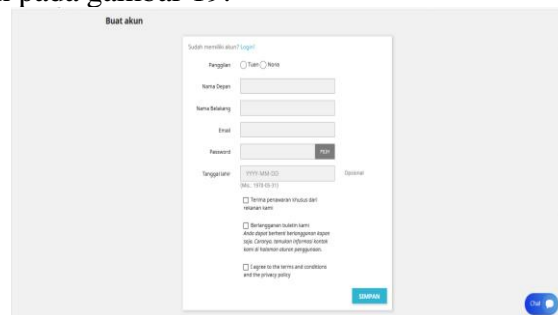 pada gambar 19.
Buat akun
Sudah memiliki akun? Login!
Panggilan Tuan Nona
Nama Depan
Nama Belakang
Email
Password
Tanggal lahir YYYY-MM-DD Opsional
(Mis.: 1970-05-31)
Terima penawaran khusus dari
rekanan kami
Berlangganan buletin kami
Anda dapat berhenti berlangganan kapan
saja. Caranya, temukan informasi kontak
kami di halaman aturan penggunaan.
I agree to the terms and conditions
and the privacy policy
SIMPAN
Chat